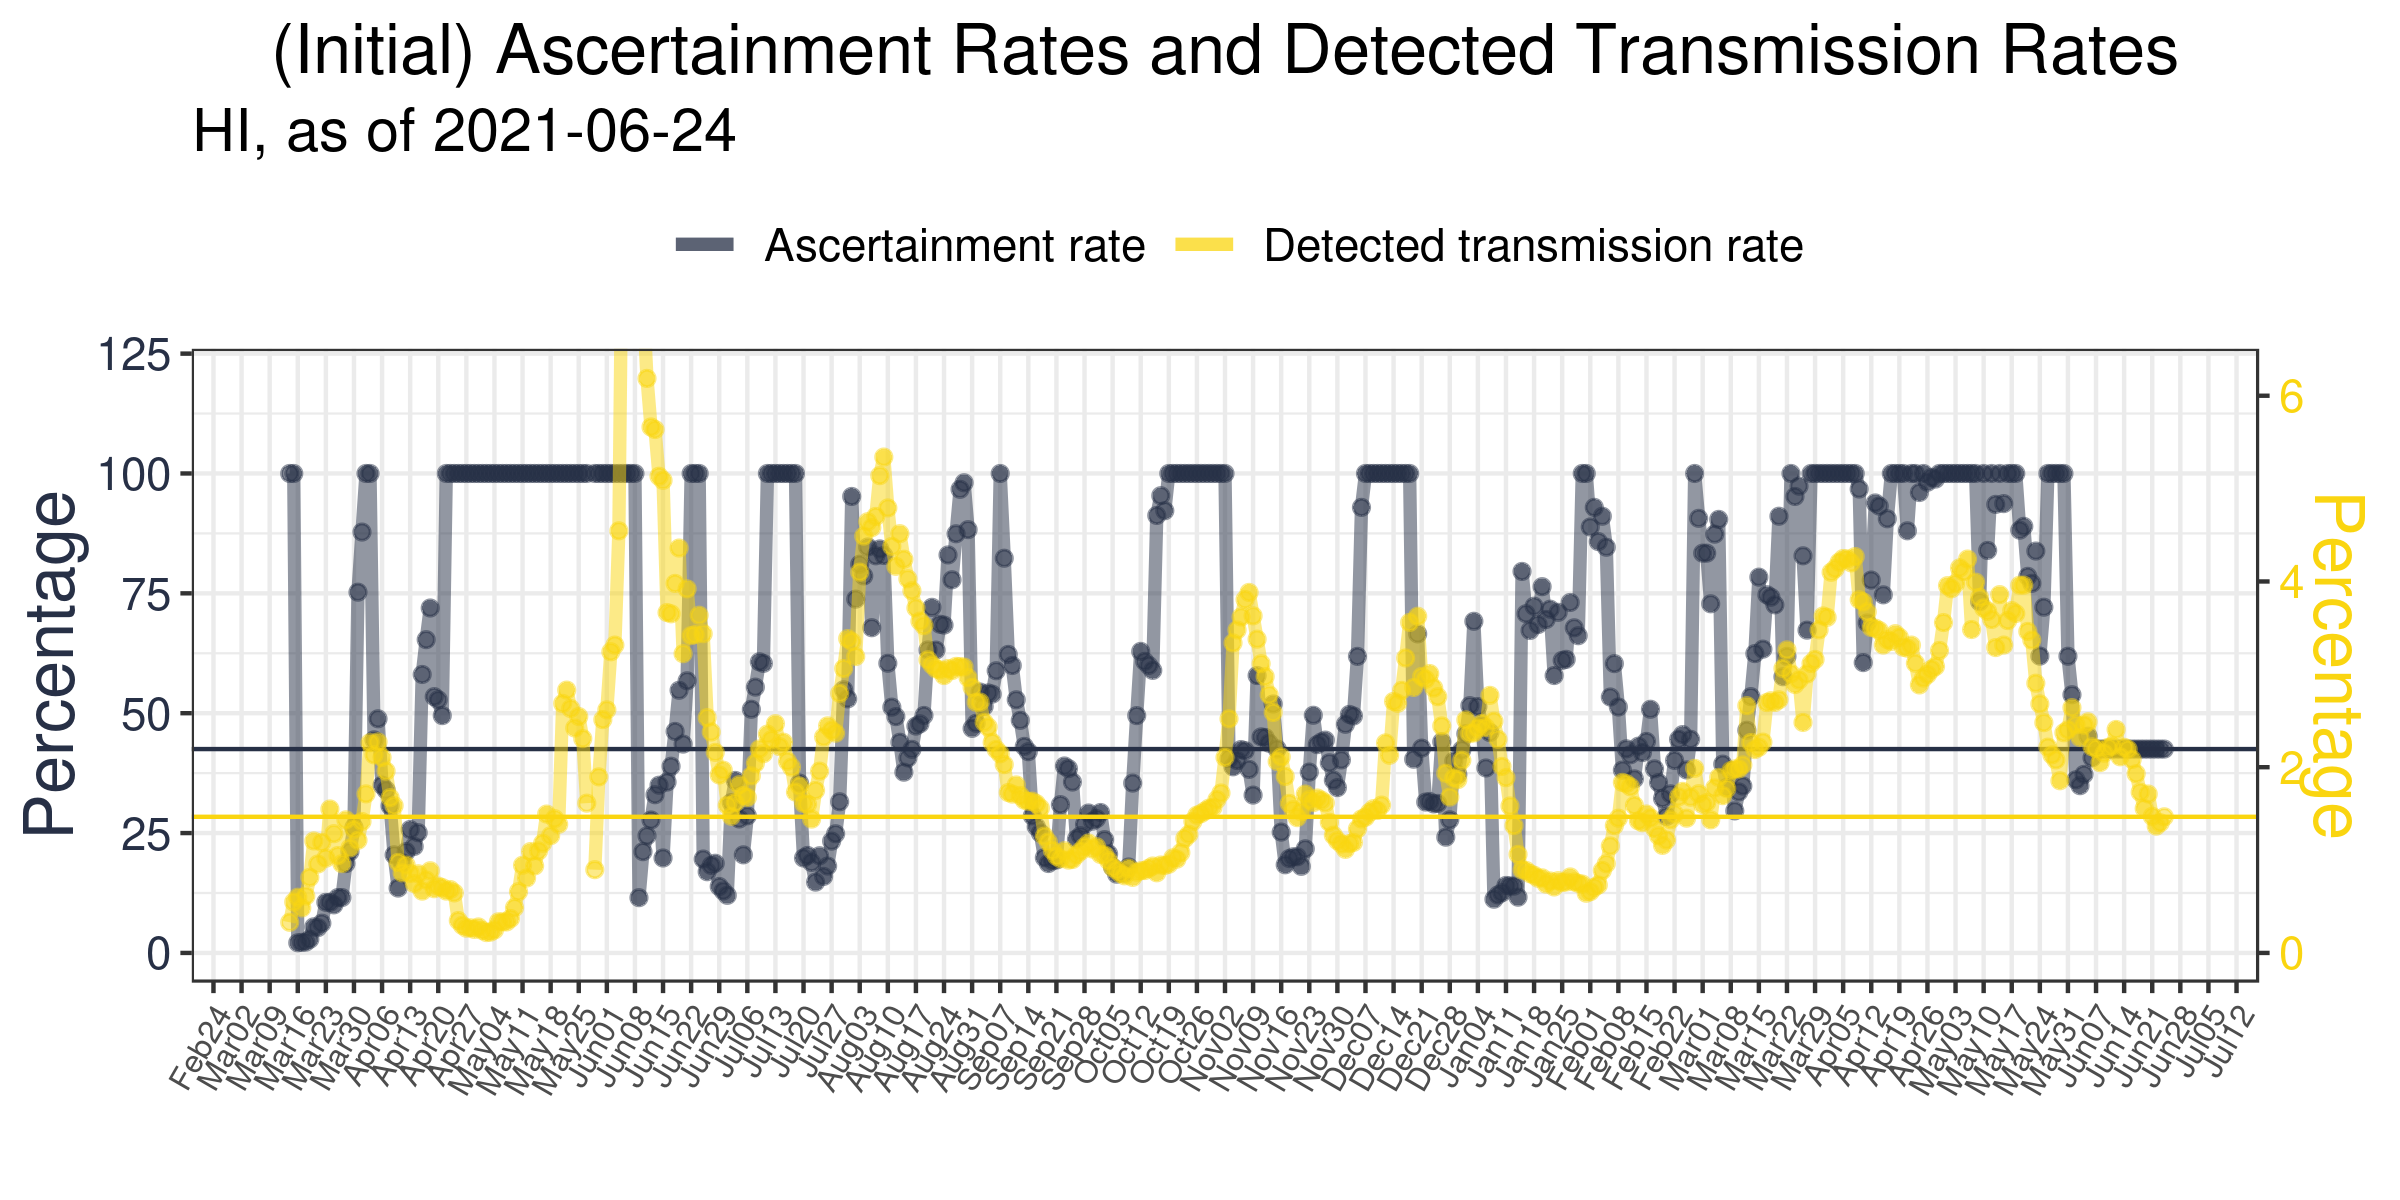 (Initial) Ascertainment Rates and Detected Transmission Rates
HI, as of 2021-06-24
Ascertainment rate
Detected transmission rate
Percentage
125
100
75
50
25
0
6
4
2
0
Percentage
Feb24
Mar02
Mar09
Mar16
Mar23
Mar30
Apr06
Apr13
Apr20
Apr27
May04
May11
May18
May25
Jun01
Jun08
Jun15
Jun22
Jun29
Jul06
Jul13
Jul20
Jul27
Aug03
Aug10
Aug17
Aug24
Aug31
Sep07
Sep14
Sep21
Sep28
Oct05
Oct12
Oct19
Oct26
Nov02
Nov09
Nov16
Nov23
Nov30
Dec07
Dec14
Dec21
Dec28
Jan04
Jan11
Jan18
Jan25
Feb01
Feb08
Feb15
Feb22
Mar01
Mar08
Mar15
Mar22
Mar29
Apr05
Apr12
Apr19
Apr26
May03
May10
May17
May24
May31
Jun07
Jun14
Jun21
Jun28
Jul05
Jul12